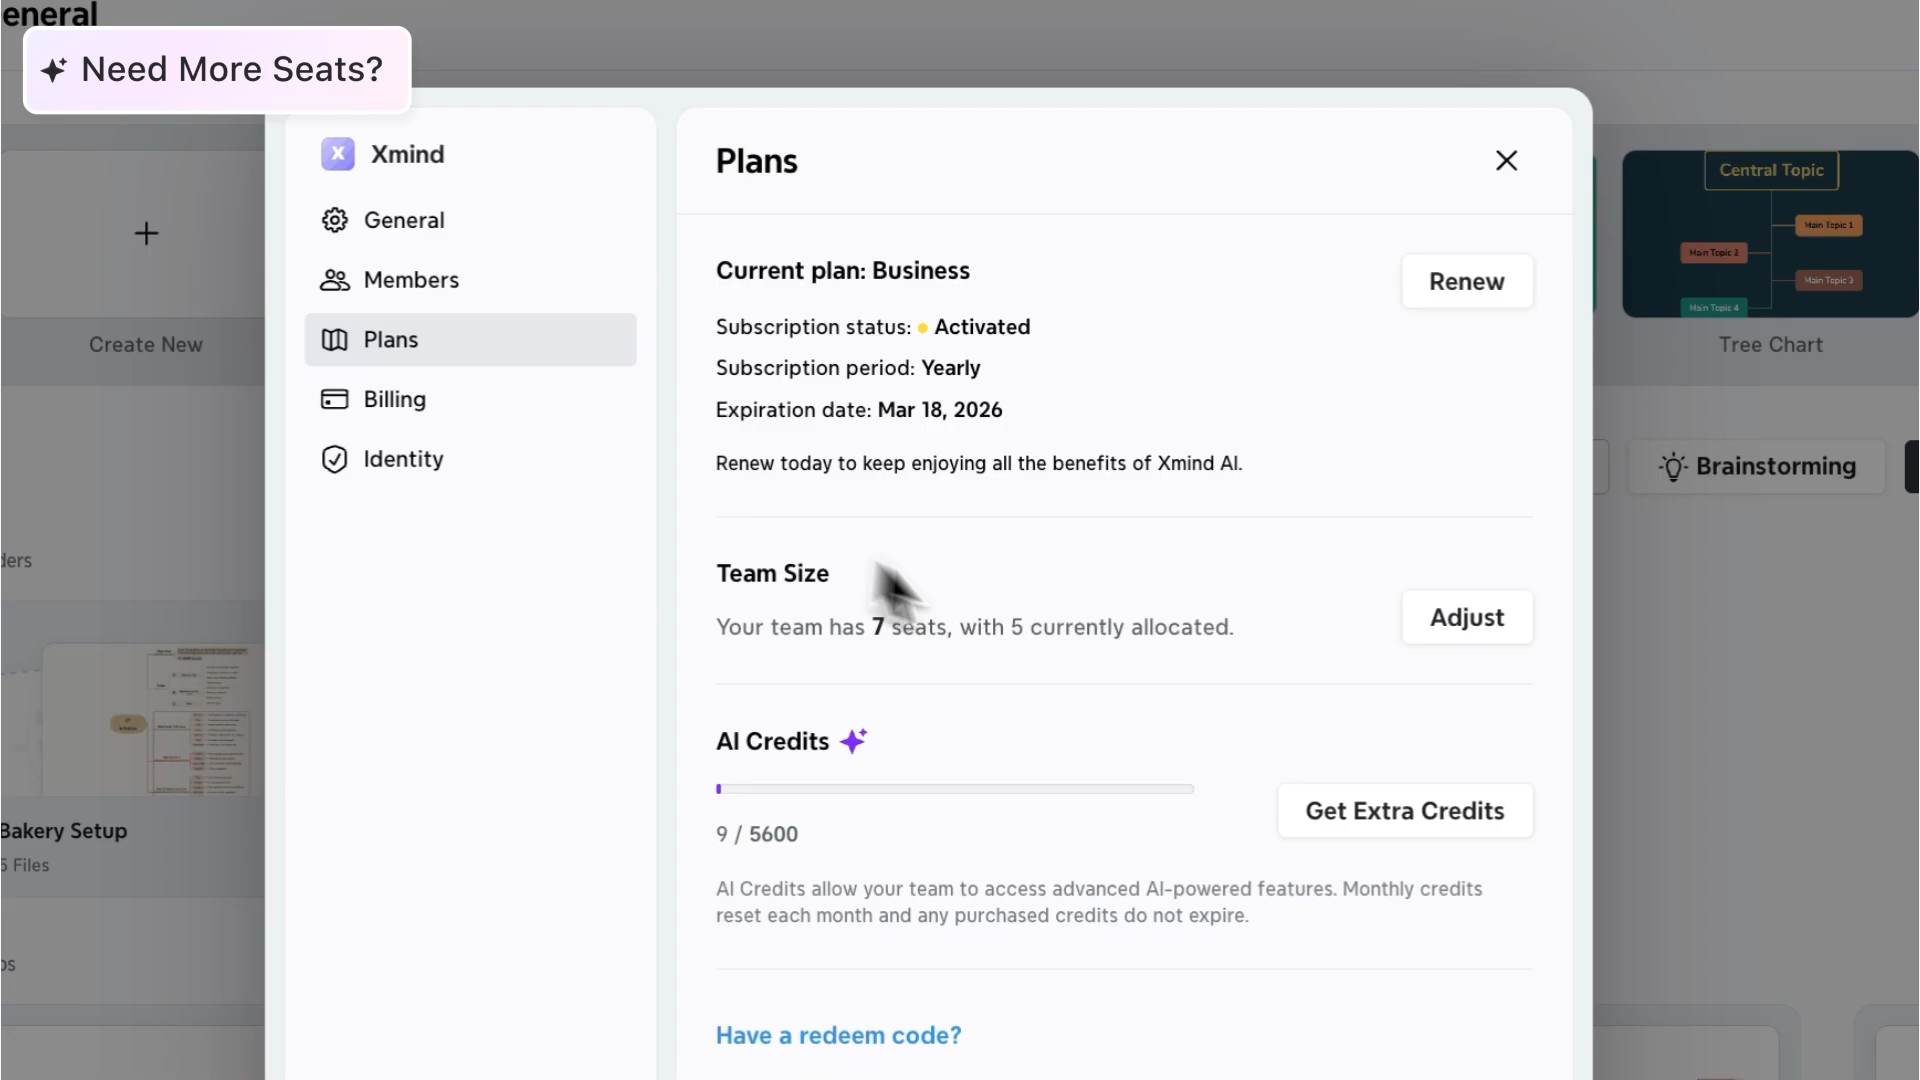 eneral
Need More Seats?
Xmind
General
Members
Plans
Billing
Identity
Plans
Current plan: Business
Renew
Subscription status: Activated
Subscription period: Yearly
Expiration date: Mar 18, 2026
Renew today to keep enjoying all the benefits of Xmind AI.
Team Size
Your team has 7 seats, with 5 currently allocated.
Adjust
AI Credits
9 / 5600
Get Extra Credits
AI Credits allow your team to access advanced AI-powered features. Monthly credits
reset each month and any purchased credits do not expire.
Have a redeem code?
Create New
ders
Bakery Setup
5 Files
os
Central Topic
Main Topic 1
Main Topic 2
Main Topic 3
Main Topic 4
Tree Chart
Brainstorming